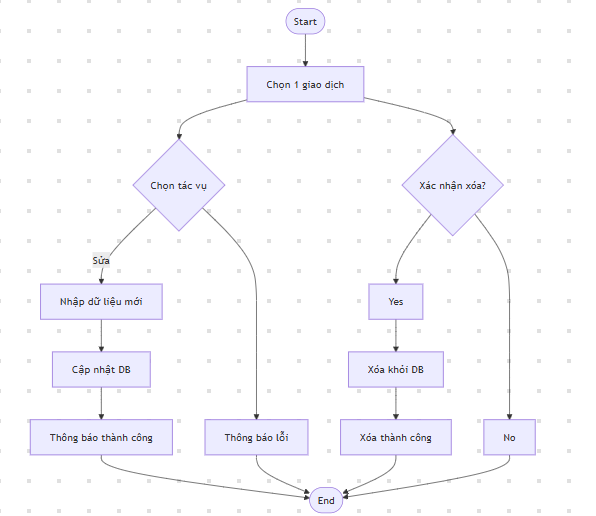 Start
Chọn 1 giao dịch
Chọn tác vụ
Xác nhận xóa?
Sửa
Nhập dữ liệu mới
Yes
Cập nhật DB
Xóa khỏi DB
Thông báo thành công
Thông báo lỗi
Xóa thành công
No
End